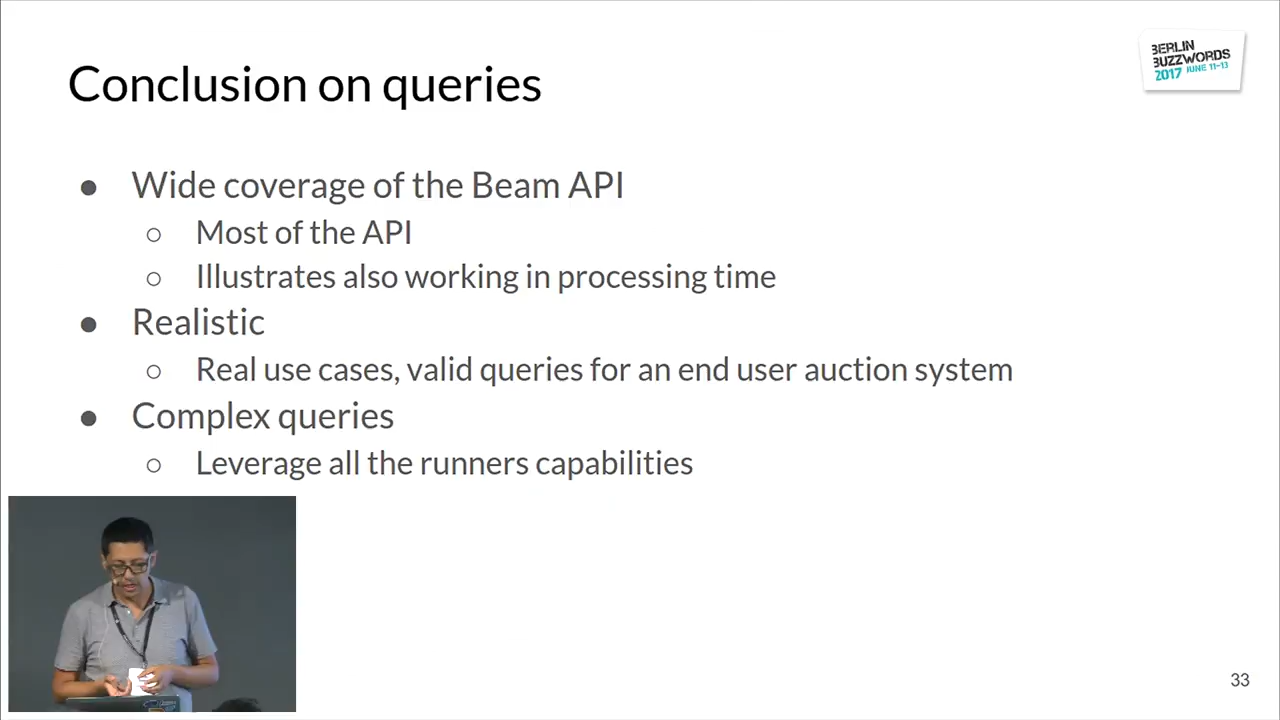 BERLIN
BUZZWORDS
2017 JUNE 11-13
Conclusion on queries
● Wide coverage of the Beam API
○ Most of the API
○ Illustrates also working in processing time
● Realistic
○ Real use cases, valid queries for an end user auction system
● Complex queries
○ Leverage all the runners capabilities
33